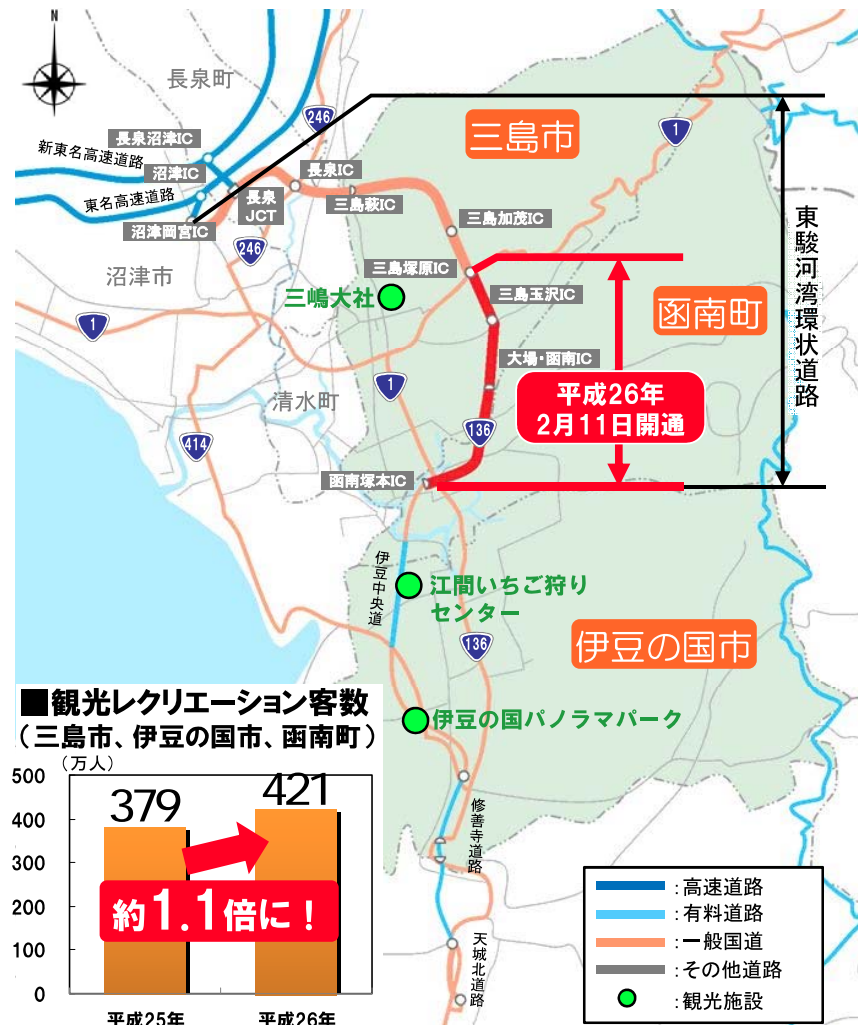 N
長泉町
246
三島市
1
長泉沼津IC
新東名高速道路
沼津IC
長泉IC
東名高速道路
長泉
JCT
三島萩IC
沼津岡宮IC
三島加茂IC
246
沼津市
三島塚原IC
東駿河湾環状道路
三嶋大社
三島玉沢IC
函南町
1
大場・函南IC
1
清水町
平成26年
2月11日開通
414
136
函南塚本IC
伊豆中央道
江間いちご狩り
センター
136
伊豆の国市
伊豆の国パノラマパーク
■観光レクリエーション客数
(三島市、伊豆の国市、函南町)
(万人)
500
400
300
200
100
0
379
421
約1.1倍に!
平成25年
平成26年
修善寺道路
天城北道路
:高速道路
:有料道路
:一般国道
:その他道路
:観光施設